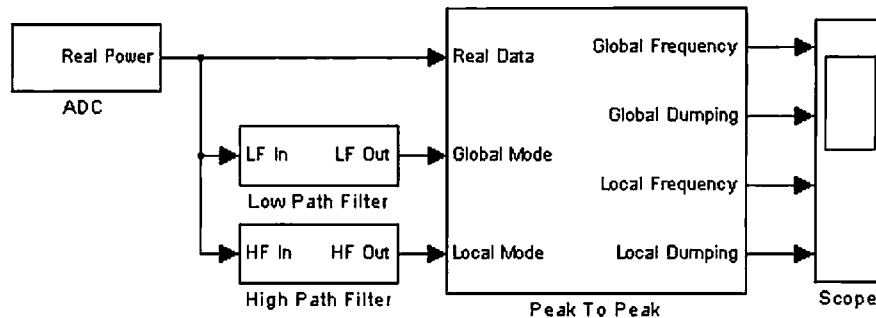 Real Power
ADC
LF In
LF Out
Low Path Filter
HF In
HF Out
High Path Filter
Real Data
Global Mode
Local Mode
Global Frequency
Global Dumping
Local Frequency
Local Dumping
Peak To Peak
Scope